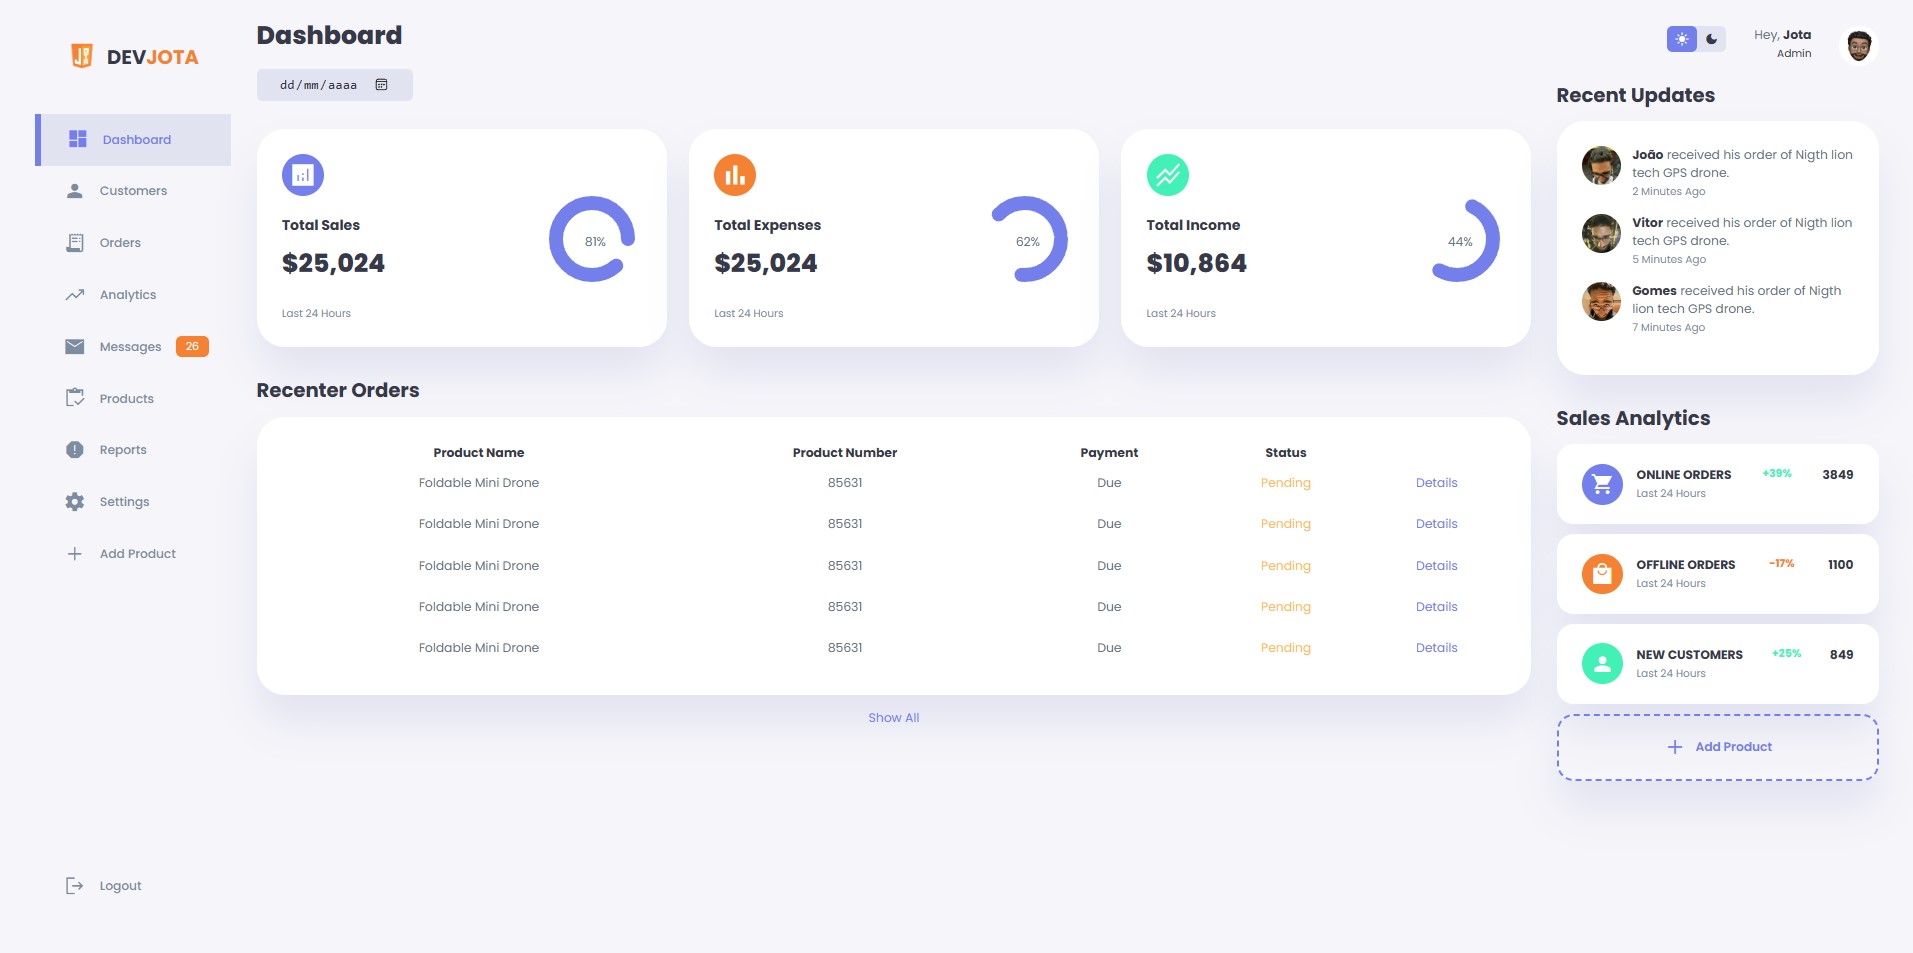 DEVJOTA
Dashboard
Customers
Orders
Analytics
Messages 26
Products
Reports
Settings
Add Product
Logout
Dashboard
dd/mm/aaaa
Total Sales
$25,024
81%
Last 24 Hours
Total Expenses
$25,024
62%
Last 24 Hours
Total Income
$10,864
44%
Last 24 Hours
Recenter Orders
Product Name Product Number Payment Status
Foldable Mini Drone 85631 Due Pending Details
Foldable Mini Drone 85631 Due Pending Details
Foldable Mini Drone 85631 Due Pending Details
Foldable Mini Drone 85631 Due Pending Details
Foldable Mini Drone 85631 Due Pending Details
Show All
Hey, Jota
Admin
Recent Updates
João received his order of Nigth lion
tech GPS drone.
2 Minutes Ago
Vitor received his order of Nigth lion
tech GPS drone.
5 Minutes Ago
Gomes received his order of Nigth
lion tech GPS drone.
7 Minutes Ago
Sales Analytics
ONLINE ORDERS +39% 3849
Last 24 Hours
OFFLINE ORDERS -17% 1100
Last 24 Hours
NEW CUSTOMERS +25% 849
Last 24 Hours
Add Product